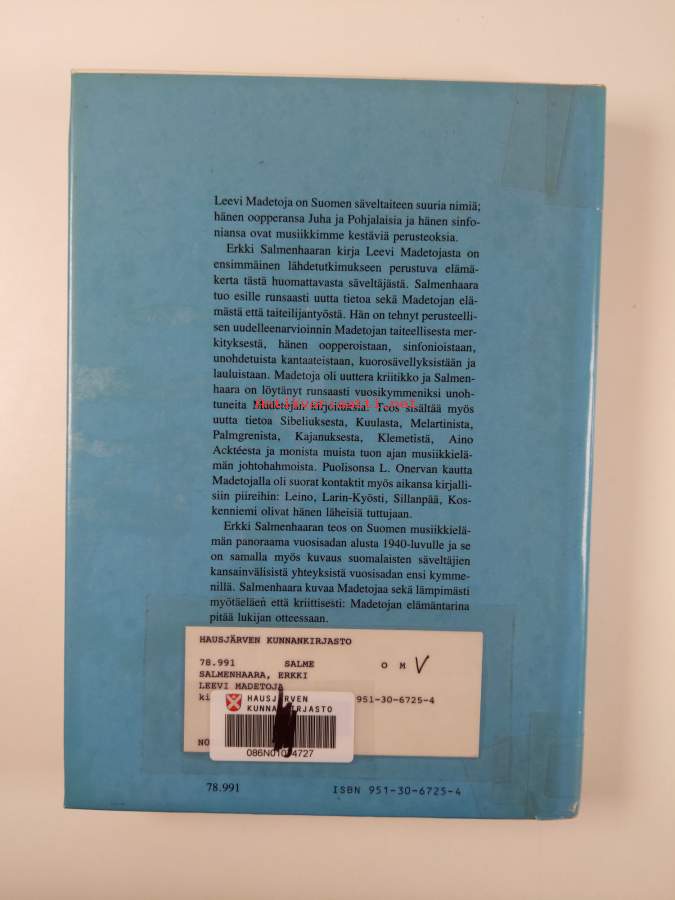 Leevi Madetoja on Suomen säveltaiteen suuria nimiä;
hänen oopperansa Juha ja Pohjalaisia ja hänen sinfo-
niansa ovat musiikkimme kestäviä perusteoksia.
Erkki Salmenhaaran kirja Leevi Madetojasta on
ensimmäinen lähdetutkimukseen perustuva elämä-
kerta tästä huomattavasta säveltäjästä. Salmenhaara
tuo esille runsaasti uutta tietoa sekä Madetojan elä-
mästä että taiteilijantyöstä. Hän on tehnyt perusteelli-
sen uudelleenarvioinnin Madetojan taiteellisesta mer-
kityksestä, hänen oopperoistaan, sinfonioistaan,
unohdetuista kantaateistaan, kuorosävellyksistään ja
lauluistaan. Madetoja oli uuttera kriitikko ja Salmen-
haara on löytänyt runsaasti vuosikymmeniksi unoh-
tuneita Madetojan kirjoituksia. Teos sisältää myös
uutta tietoa Sibeliuksesta, Kuulasta, Melartinista,
Palmgrenista, Kajanuksesta, Klemetistä, Aino
Acktéesta ja monista muista tuon ajan musiikkielä-
män johtohahmoista. Puolisonsa L. Onervan kautta
Madetojalla oli suorat kontaktit myös aikansa kirjalli-
siin piireihin: Leino, Larin-Kyösti, Sillanpää, Kos-
kenniemi olivat hänen läheisiä tuttujaan.
Erkki Salmenhaaran teos on Suomen musiikkielä-
män panoraama vuosisadan alusta 1940-luvulle ja se
on samalla myös kuvaus suomalaisten säveltäjien
kansainvälisistä yhteyksistä vuosisadan ensi kymme-
nillä. Salmenhaara kuvaa Madetojaa sekä lämpimästi
myötäeläen että kriittisesti: Madetojan elämäntarina
pitää lukijan otteessaan.
HAUSJÄRVEN KUNNANKIRJASTO
78.991 SALME O M V
SALMENHAARA, ERKKI
LEEVI MADETOJA
ki 951-30-6725-4
HAUSJÄRVEN
KUNNANKIRJASTO
NO
78.991 ISBN 951-30-6725-4